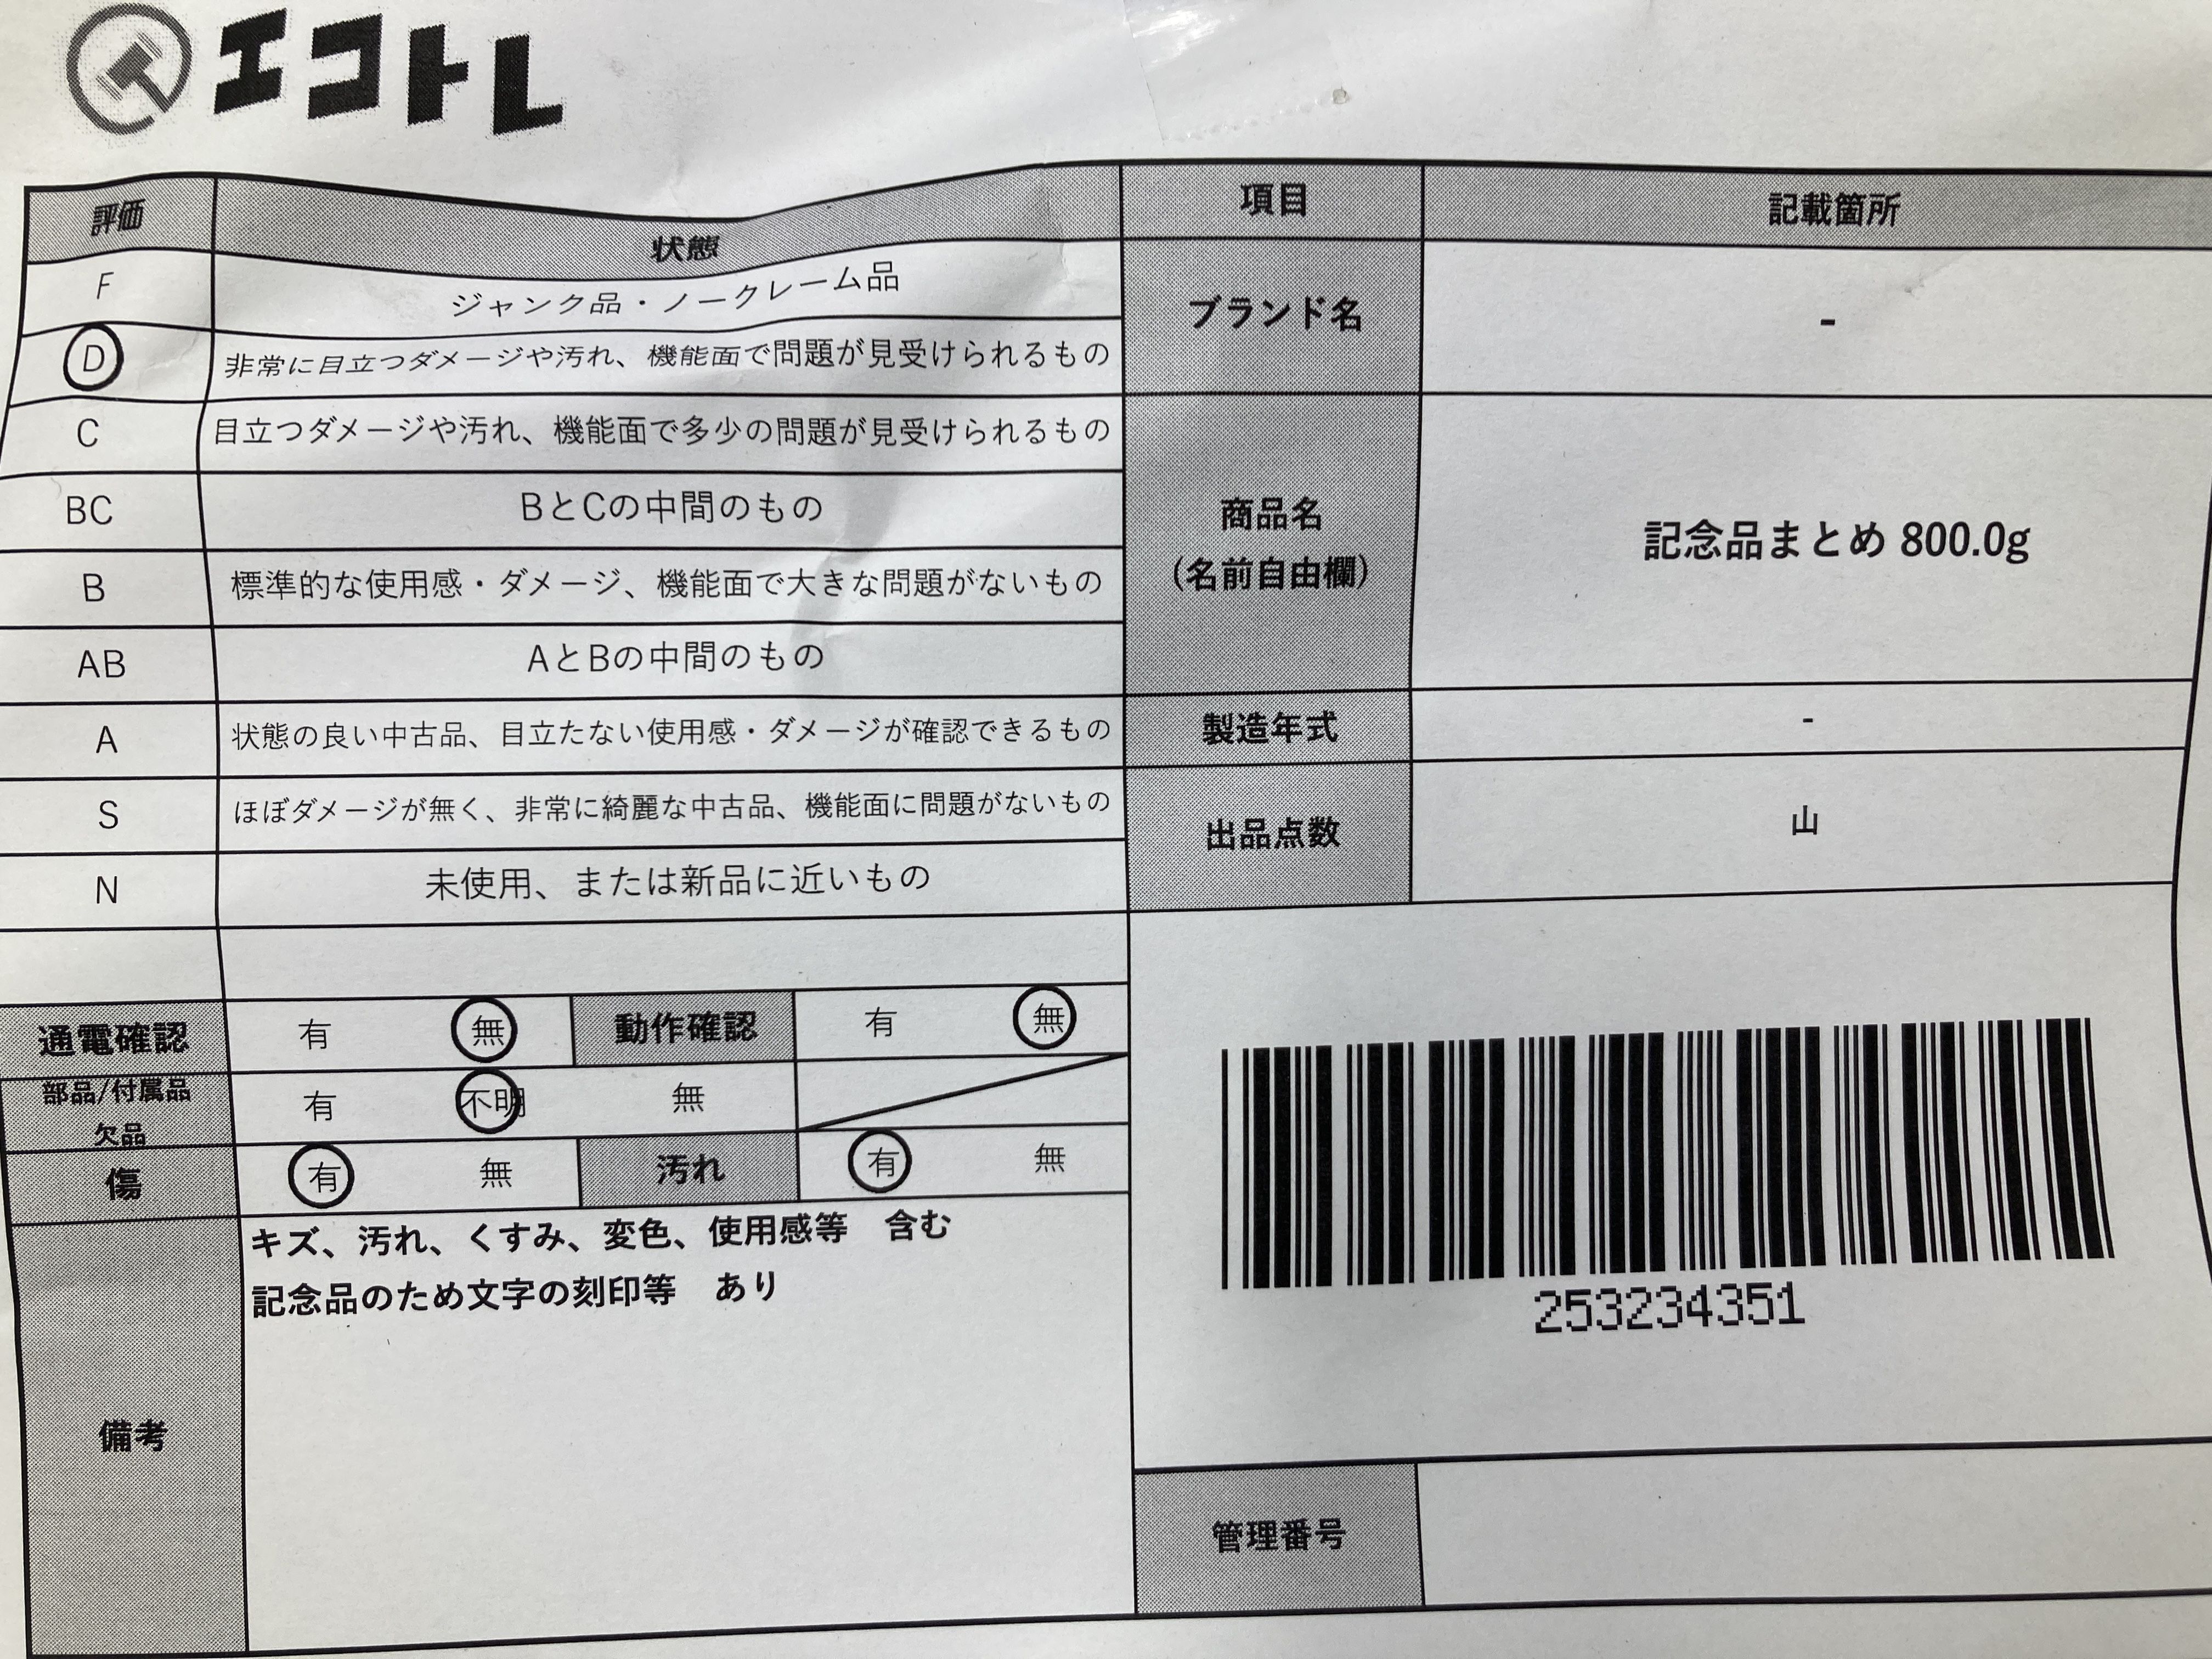 エコトレ
評価 状態
F ジャンク品・ノークレーム品
D 非常に目立つダメージや汚れ、機能面で問題が見受けられるもの
C 目立つダメージや汚れ、機能面で多少の問題が見受けられるもの
BC BとCの中間のもの
B 標準的な使用感・ダメージ、機能面で大きな問題がないもの
AB AとBの中間のもの
A 状態の良い中古品、目立たない使用感・ダメージが確認できるもの
S ほぼダメージが無く、非常に綺麗な中古品、機能面に問題がないもの
N 未使用、または新品に近いもの
通電確認 有 無 動作確認 有 無
部品/付属品
欠品 有 不明 無
傷 有 無 汚れ 有 無
備考
キズ、汚れ、くすみ、変色、使用感等 含む
記念品のため文字の刻印等 あり
項目 記載箇所
ブランド名 -
商品名
(名前自由欄)
記念品まとめ 800.0g
製造年式 -
出品点数 山
253234351
管理番号